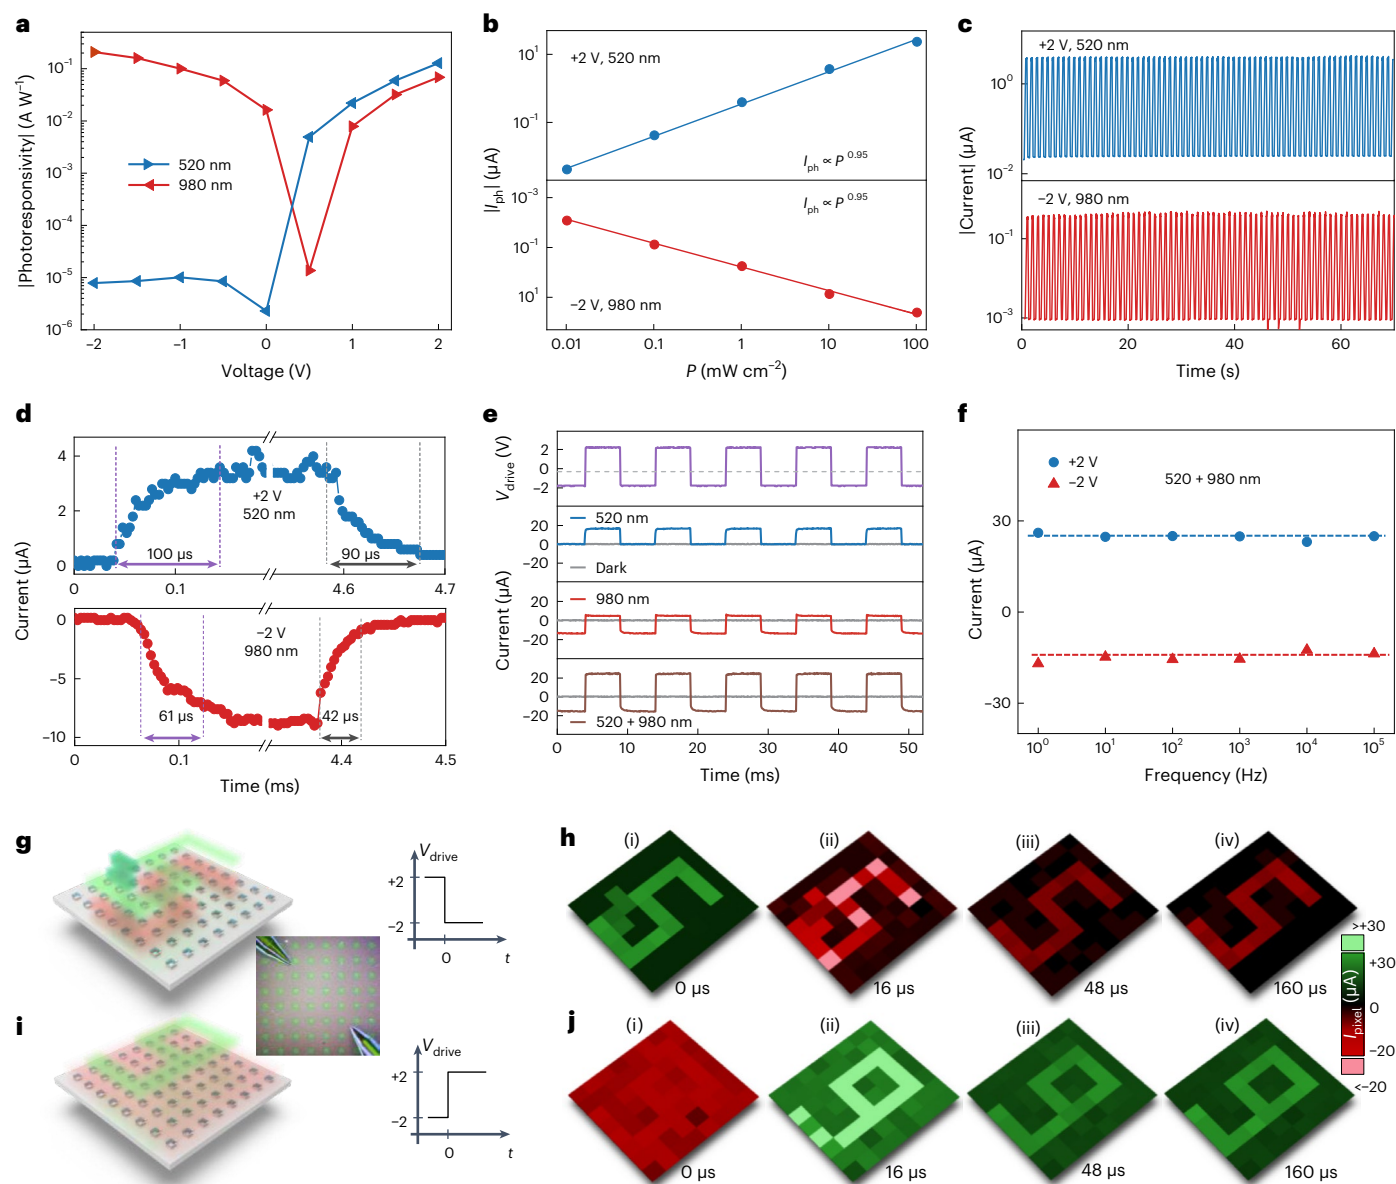 a
10⁻¹
10⁻²
10⁻³
10⁻⁴
10⁻⁵
10⁻⁶
|Photoresponsivity| (A W⁻¹)
520 nm
980 nm
−2
−1
0
1
2
Voltage (V)
b
10¹
10⁻¹
10⁻³
10⁻¹
10¹
|Iph| (μA)
+2 V, 520 nm
Iph ∝ P 0.95
Iph ∝ P 0.95
−2 V, 980 nm
0.01
0.1
1
10
100
P (mW cm⁻²)
c
10⁰
10⁻²
10⁻¹
10⁻³
|Current| (μA)
+2 V, 520 nm
−2 V, 980 nm
0
20
40
60
Time (s)
d
4
2
0
+2 V
520 nm
100 μs
90 μs
0
0.1
4.6
4.7
Current (μA)
0
−5
−10
−2 V
980 nm
61 μs
42 μs
0
0.1
4.4
4.5
Time (ms)
e
Vdrive (V)
2
0
−2
20
0
−20
520 nm
Dark
Current (μA)
20
0
−20
980 nm
20
0
−20
520 + 980 nm
0
10
20
30
40
50
Time (ms)
f
+2 V
−2 V
520 + 980 nm
30
0
−30
Current (μA)
10⁰
10¹
10²
10³
10⁴
10⁵
Frequency (Hz)
g
Vdrive
+2
−2
0
t
h
(i)
(ii)
(iii)
(iv)
0 μs
16 μs
48 μs
160 μs
>+30
+30
0
−20
<−20
Ipixel (μA)
i
Vdrive
+2
−2
0
t
j
(i)
(ii)
(iii)
(iv)
0 μs
16 μs
48 μs
160 μs